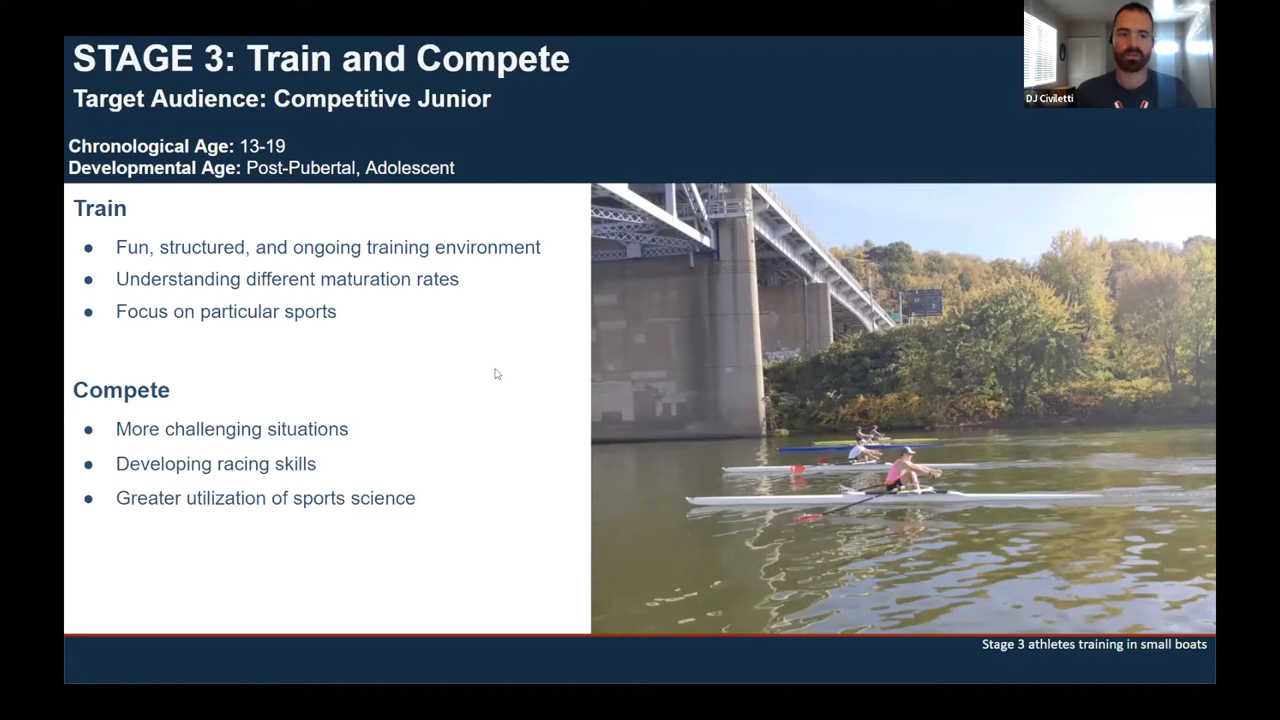 STAGE 3: Train and Compete
Target Audience: Competitive Junior
Chronological Age: 13-19
Developmental Age: Post-Pubertal, Adolescent
DJ Civiletti
Train
● Fun, structured, and ongoing training environment
● Understanding different maturation rates
● Focus on particular sports
Compete
● More challenging situations
● Developing racing skills
● Greater utilization of sports science
Stage 3 athletes training in small boats